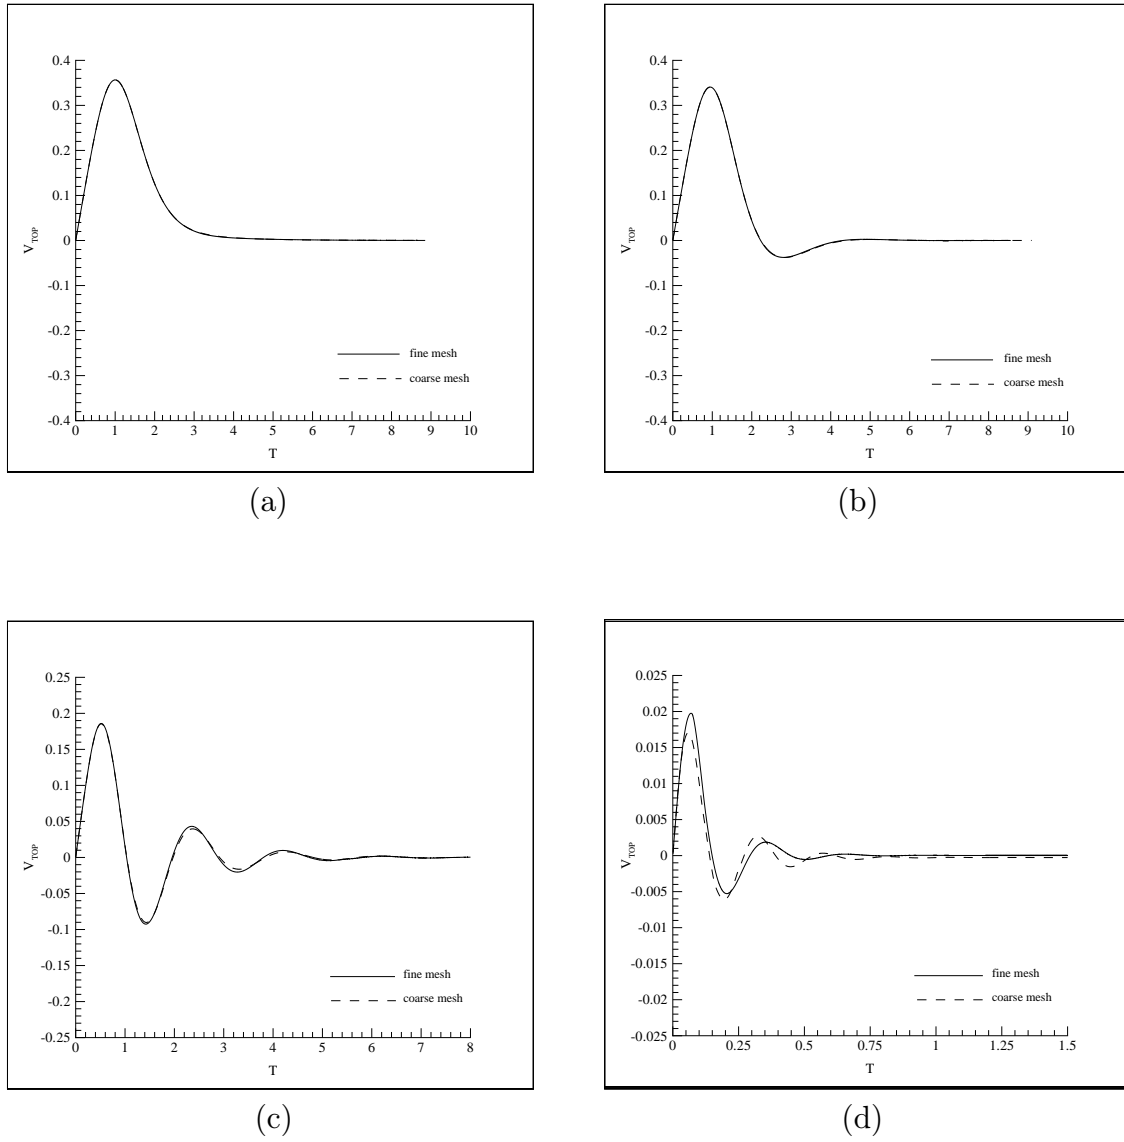 0.4
0.3
0.2
0.1
0
-0.1
-0.2
-0.3
-0.4
V_TOP
0 1 2 3 4 5 6 7 8 9 10
T
fine mesh
coarse mesh
(a)
0.4
0.3
0.2
0.1
0
-0.1
-0.2
-0.3
-0.4
V_TOP
0 1 2 3 4 5 6 7 8 9 10
T
fine mesh
coarse mesh
(b)
0.25
0.2
0.15
0.1
0.05
0
-0.05
-0.1
-0.15
-0.2
-0.25
V_TOP
0 1 2 3 4 5 6 7 8
T
fine mesh
coarse mesh
(c)
0.025
0.02
0.015
0.01
0.005
0
-0.005
-0.01
-0.015
-0.02
-0.025
V_TOP
0 0.25 0.5 0.75 1 1.25 1.5
T
fine mesh
coarse mesh
(d)